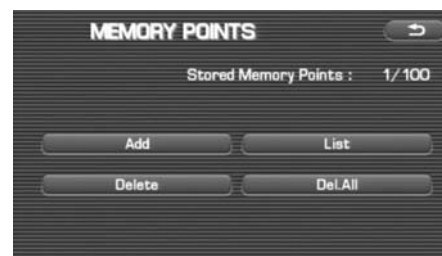 MEMORY POINTS
Stored Memory Points : 1/100
Add List
Delete Del.All